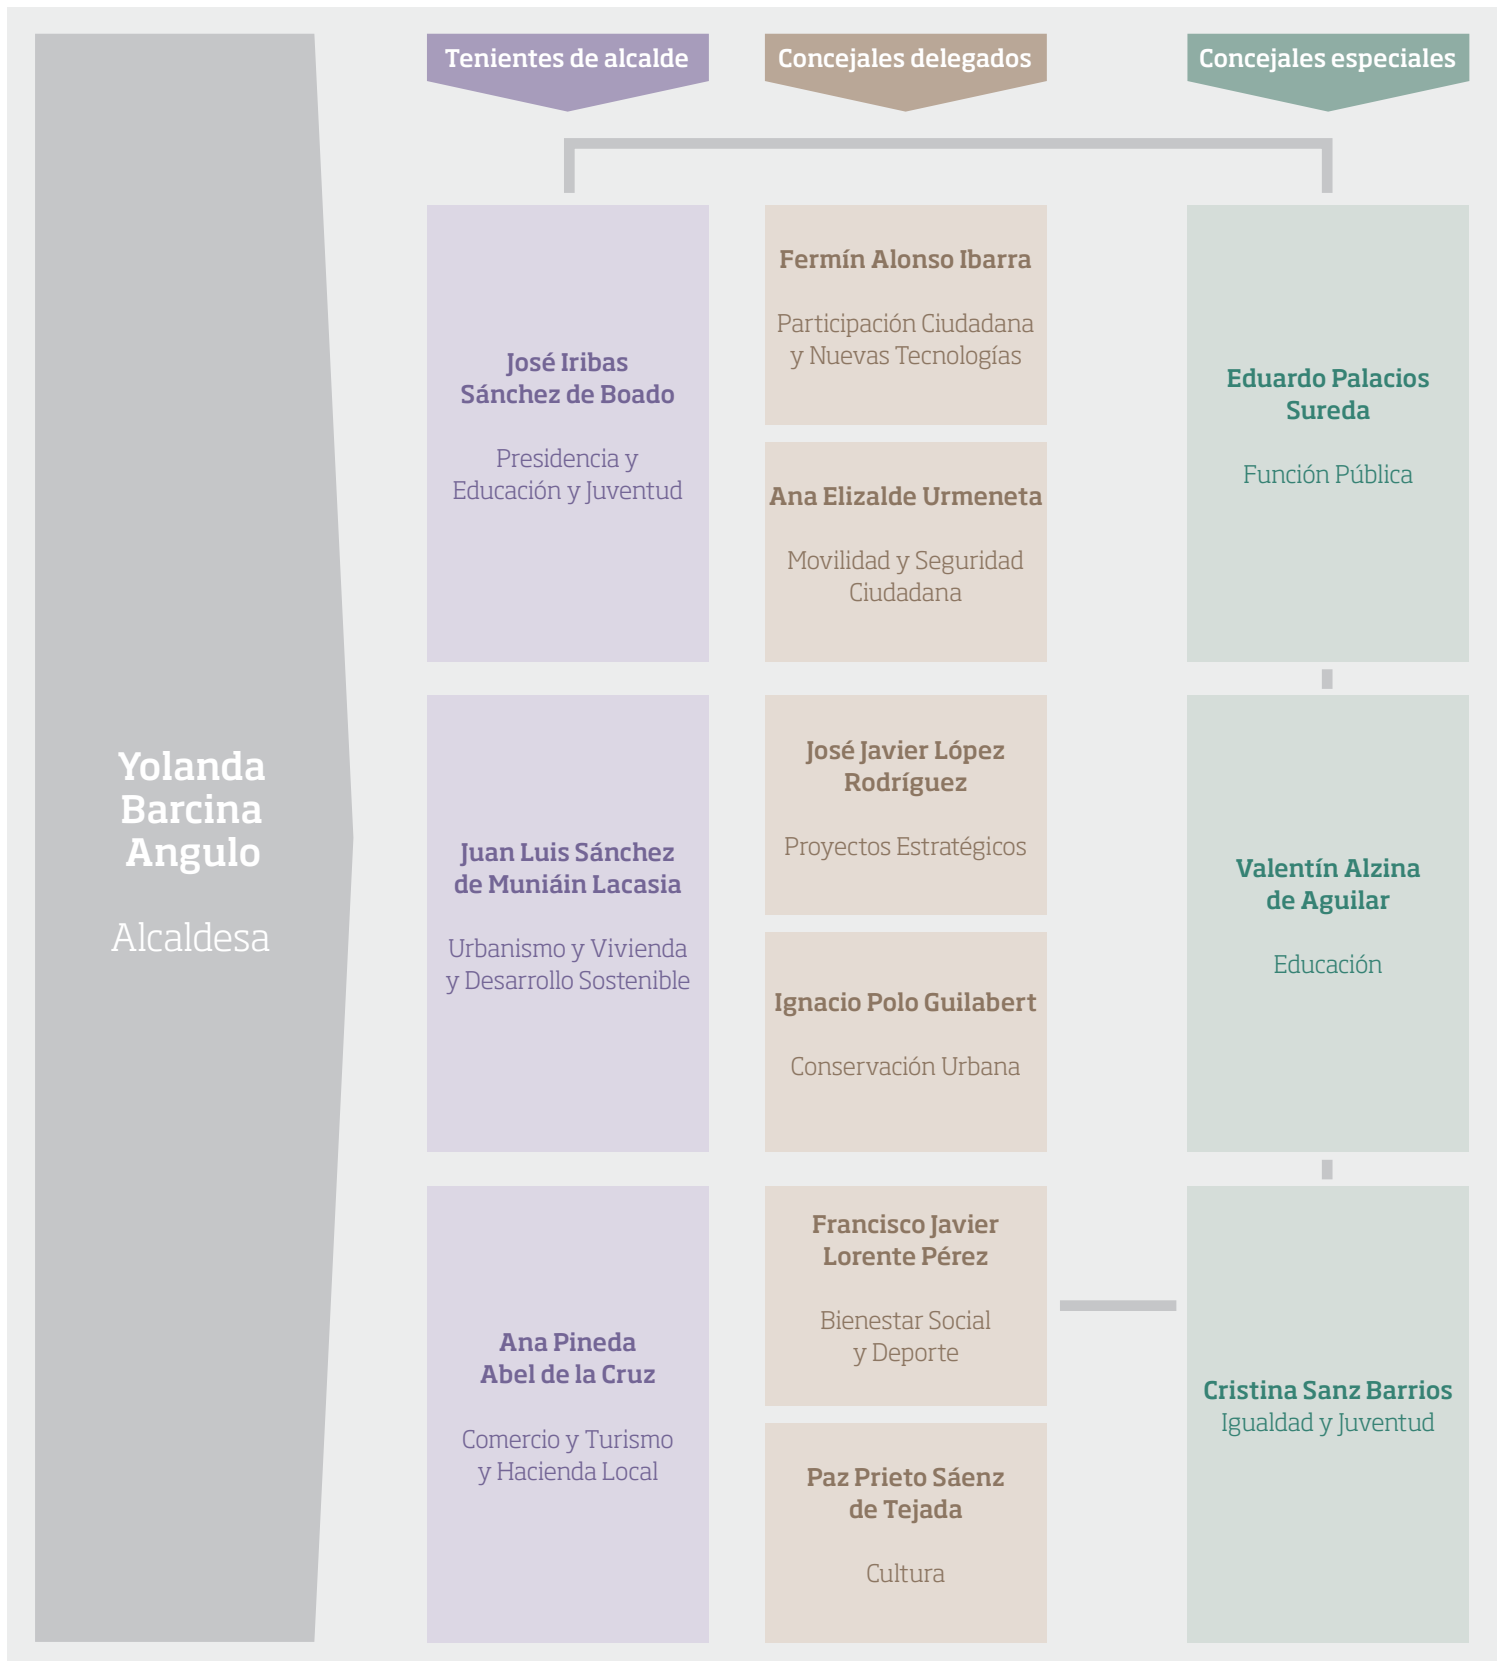 Tenientes de alcalde
Concejales delegados
Concejales especiales
Yolanda
Barcina
Angulo
Alcaldesa
José Iribas
Sánchez de Boado
Presidencia y
Educación y Juventud
Fermín Alonso Ibarra
Participación Ciudadana
y Nuevas Tecnologías
Ana Elizalde Urmeneta
Movilidad y Seguridad
Ciudadana
Eduardo Palacios
Sureda
Función Pública
Juan Luis Sánchez
de Muniáin Lacasia
Urbanismo y Vivienda
y Desarrollo Sostenible
José Javier López
Rodríguez
Proyectos Estratégicos
Ignacio Polo Guilabert
Conservación Urbana
Valentín Alzina
de Aguilar
Educación
Ana Pineda
Abel de la Cruz
Comercio y Turismo
y Hacienda Local
Francisco Javier
Lorente Pérez
Bienestar Social
y Deporte
Paz Prieto Sáenz
de Tejada
Cultura
Cristina Sanz Barrios
Igualdad y Juventud